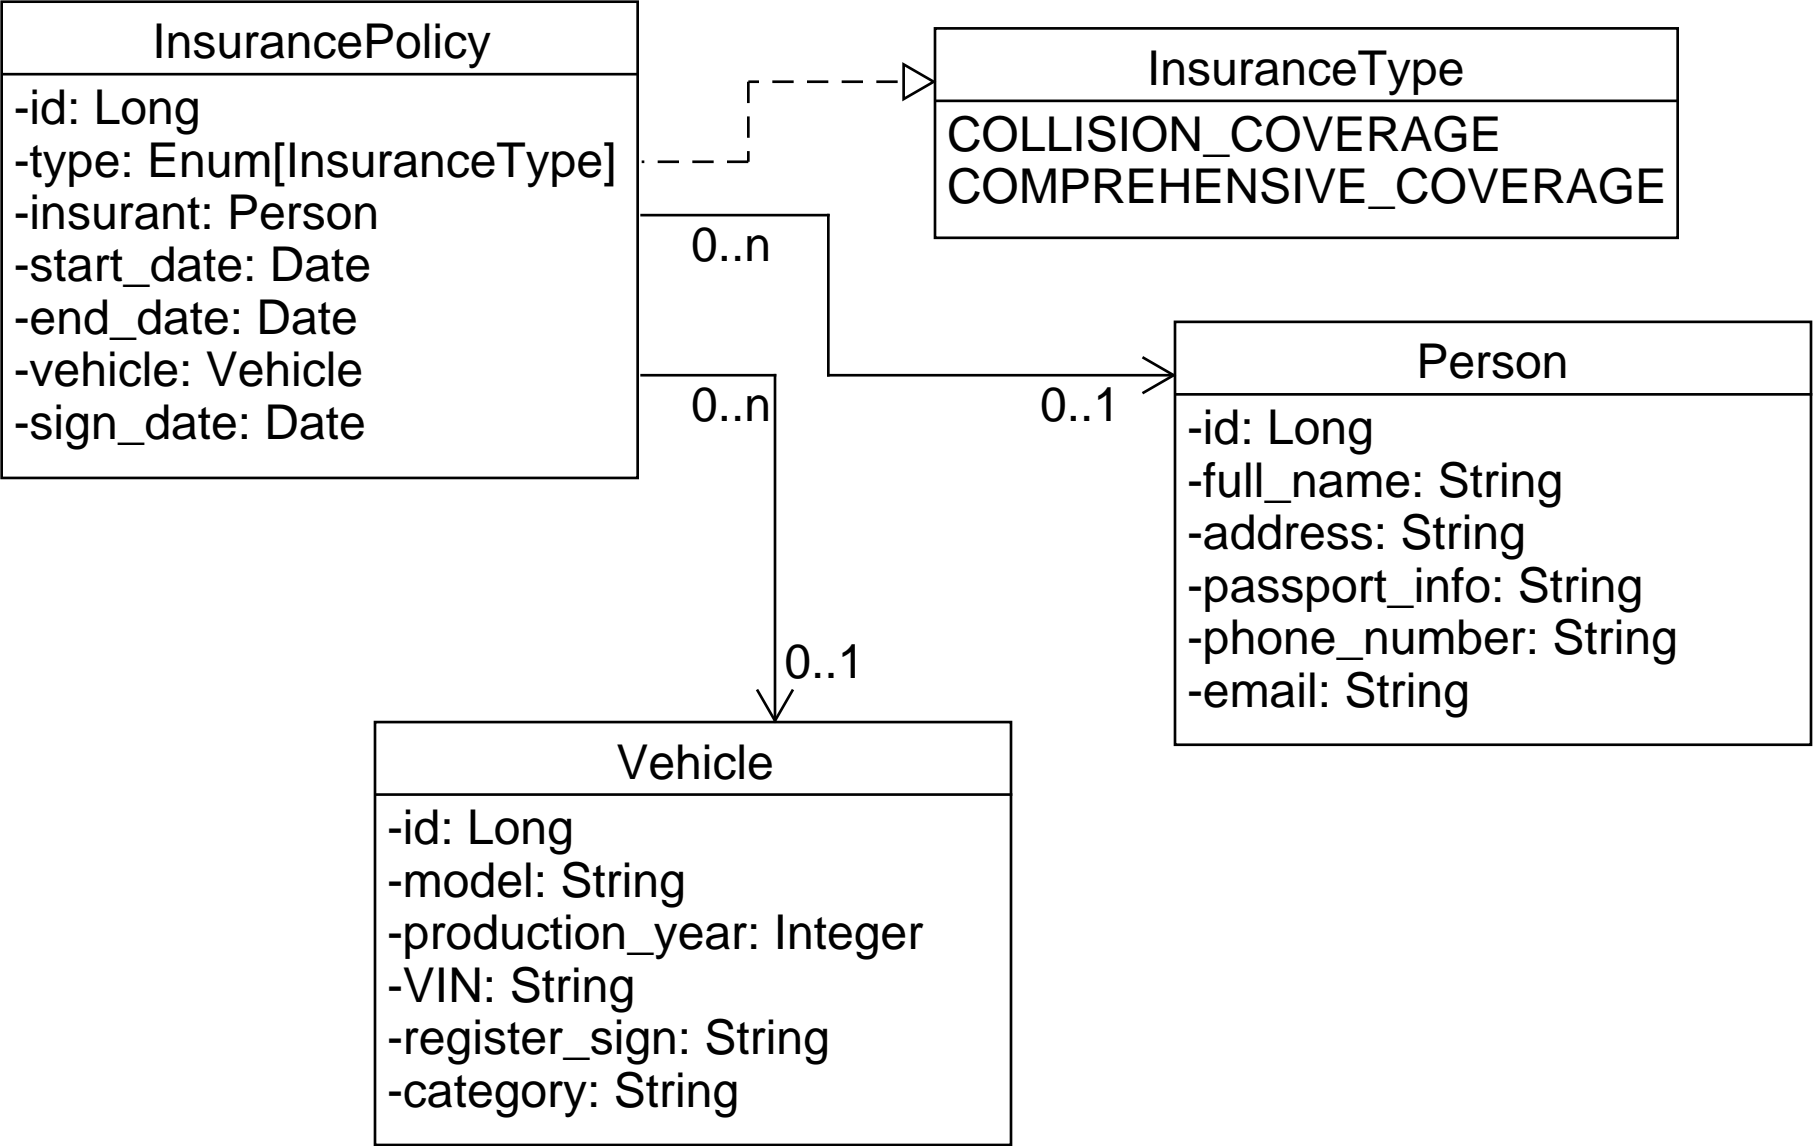 InsurancePolicy
-id: Long
-type: Enum[InsuranceType]
-insurant: Person
-start_date: Date
-end_date: Date
-vehicle: Vehicle
-sign_date: Date
InsuranceType
COLLISION_COVERAGE
COMPREHENSIVE_COVERAGE
0..n
0..1
0..n
0..1
Person
-id: Long
-full_name: String
-address: String
-passport_info: String
-phone_number: String
-email: String
Vehicle
-id: Long
-model: String
-production_year: Integer
-VIN: String
-register_sign: String
-category: String